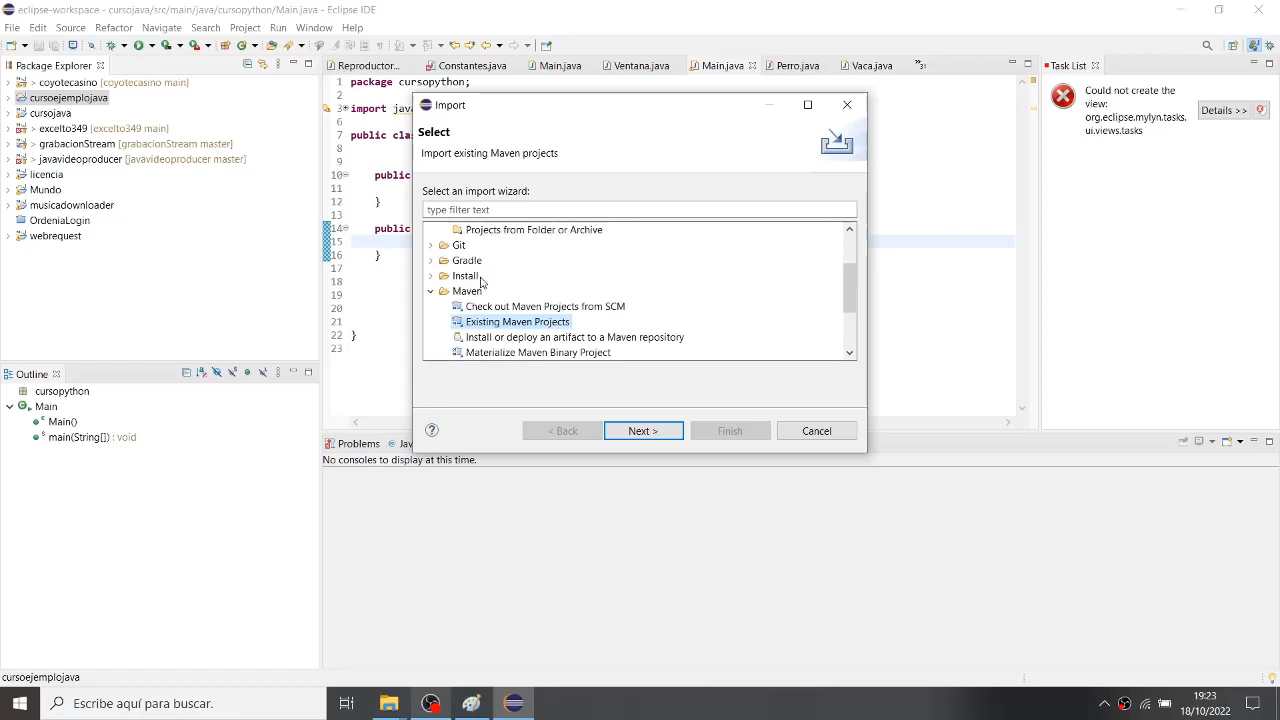 eclipse-workspace - cursojava/src/main/java/cursopython/Main.java - Eclipse IDE
File Edit Source Refactor Navigate Search Project Run Window Help
Package Explorer
Reproductor...
Constantes.java
Main.java
Ventana.java
Main.java
Perro.java
Vaca.java
31
Task List
> coyotecasino [coyotecasino main]
cursoejemplojava
cursojava
> excelto349 [excelto349 main]
> grabacionStream [grabacionStream master]
> javavideoproducer [javavideoproducer master]
licencia
Mundo
musicadownloader
OrdeniaLogin
webrequest
1 package cursopython;
2
3 import jav
6
7 public clas
8
9
10 public
11
12 }
13
14 public
15
16 }
17
18
19
20
21
22 }
23
Could not create the
view:
org.eclipse.mylyn.tasks.
ui.views.tasks
Details >>
Import
Select
Import existing Maven projects
Select an import wizard:
type filter text
Projects from Folder or Archive
Git
Gradle
Install
Maven
Check out Maven Projects from SCM
Existing Maven Projects
Install or deploy an artifact to a Maven repository
Materialize Maven Binary Project
< Back
Next >
Finish
Cancel
Outline
cursopython
Main
Main()
main(String[]) : void
Problems
Jav
No consoles to display at this time.
cursoejemplojava
Escribe aquí para buscar.
19:23
18/10/2022